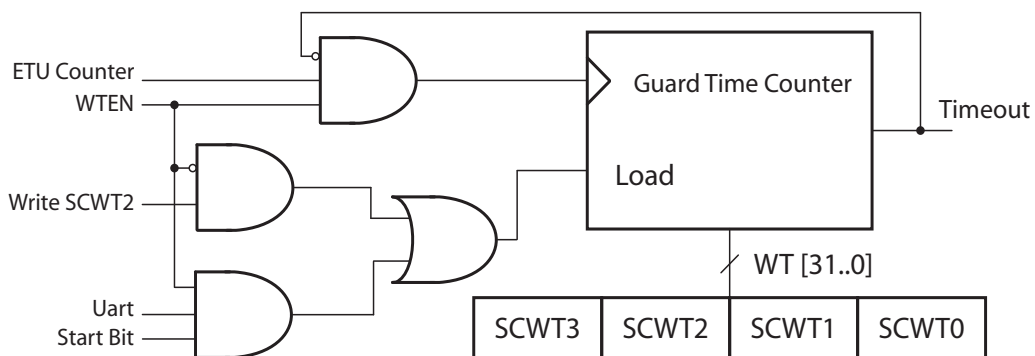 ETU Counter
WTEN
Guard Time Counter
Timeout
Load
Write SCWT2
WT [31..0]
Uart
Start Bit
SCWT3 SCWT2 SCWT1 SCWT0